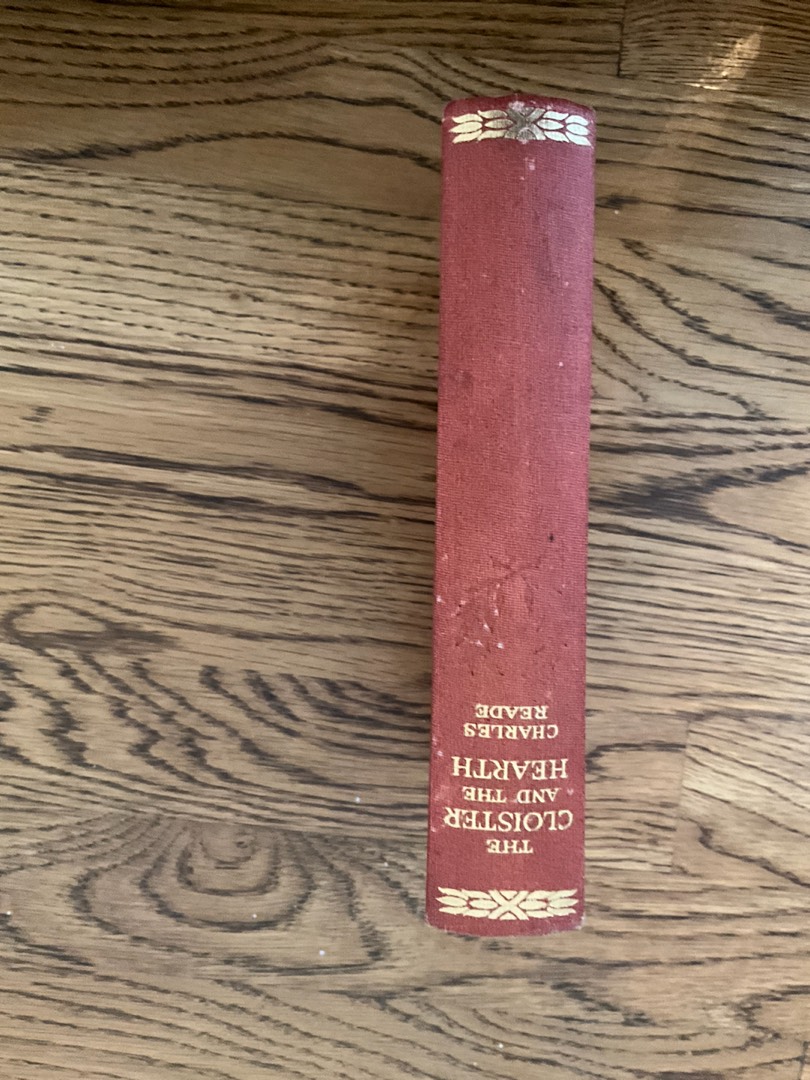 THE
CLOISTER
AND THE
HEARTH
CHARLES
READE